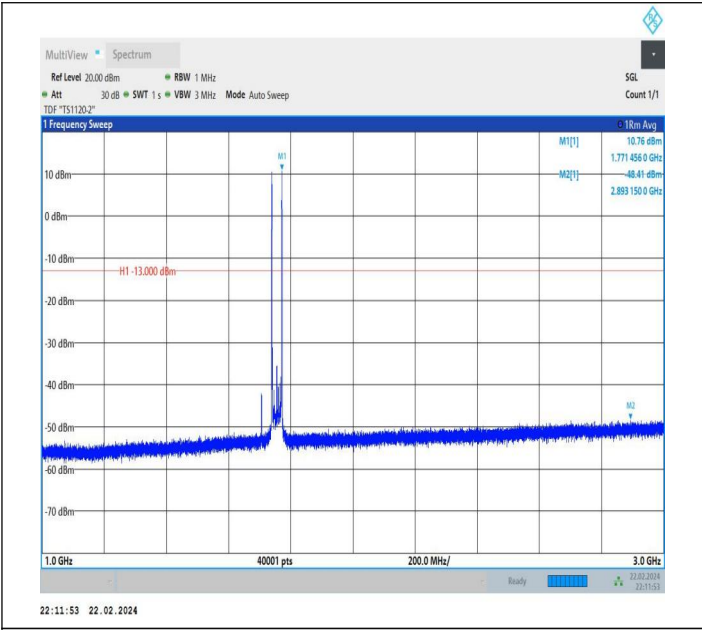 R S
MultiView Spectrum
Ref Level 20.00 dBm RBW 1 MHz SGL
Att 30 dB SWT 1 s VBW 3 MHz Mode Auto Sweep Count 1/1
TDF "TS1120-2"
1 Frequency Sweep 1Rm Avg
M1[1] 10.76 dBm
1.771 456 0 GHz
M1
10 dBm M2[1] -48.41 dBm
2.893 150 0 GHz
0 dBm
-10 dBm
H1 -13.000 dBm
-20 dBm
-30 dBm
-40 dBm
M2
-50 dBm
-60 dBm
-70 dBm
1.0 GHz 40001 pts 200.0 MHz/ 3.0 GHz
Ready 22.02.2024
22:11:53
22:11:53 22.02.2024